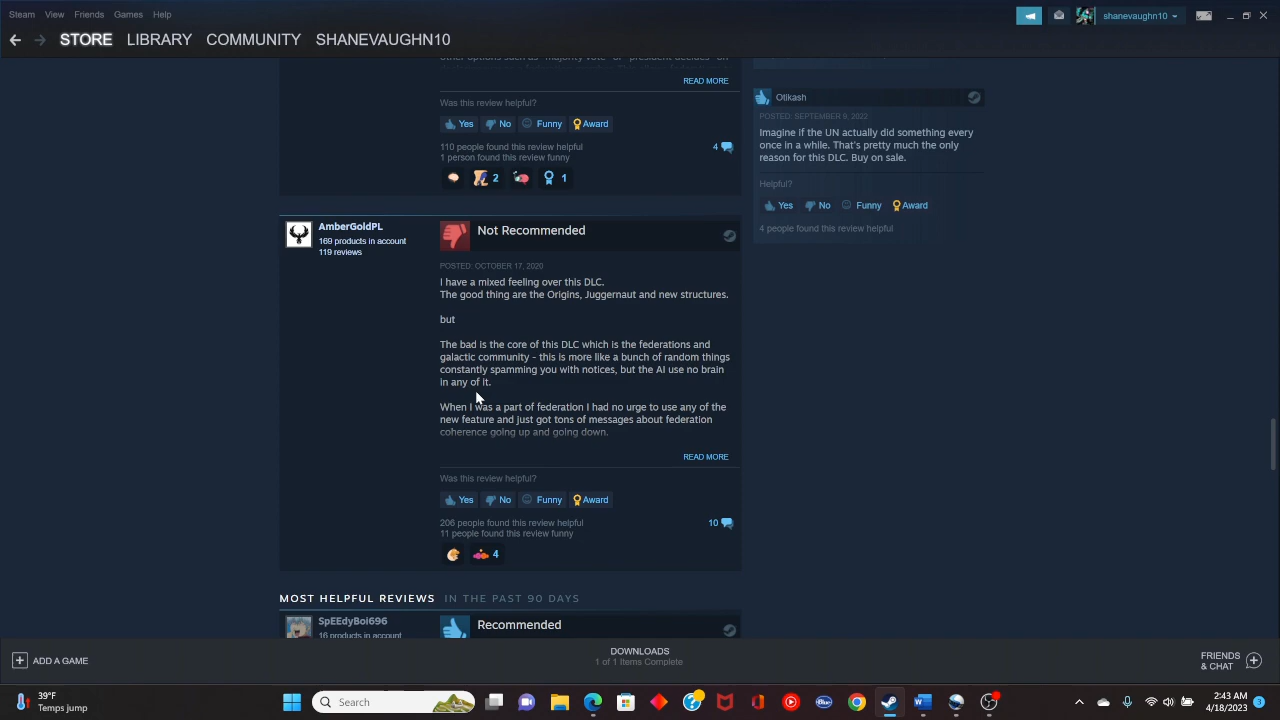 Steam View Friends Games Help
shanevaughn10
STORE LIBRARY COMMUNITY SHANEVAUGHN10
other options such as "majority vote" or "president decides" on
READ MORE
Was this review helpful?
Yes No Funny Award
110 people found this review helpful
1 person found this review funny
4
2 1
Otikash
POSTED: SEPTEMBER 9, 2022
Imagine if the UN actually did something every
once in a while. That's pretty much the only
reason for this DLC. Buy on sale.
Helpful?
Yes No Funny Award
4 people found this review helpful
AmberGoldPL
169 products in account
119 reviews
Not Recommended
POSTED: OCTOBER 17, 2020
I have a mixed feeling over this DLC.
The good thing are the Origins, Juggernaut and new structures.
but
The bad is the core of this DLC which is the federations and
galactic community - this is more like a bunch of random things
constantly spamming you with notices, but the AI use no brain
in any of it.
When I was a part of federation I had no urge to use any of the
new feature and just got tons of messages about federation
coherence going up and going down.
READ MORE
Was this review helpful?
Yes No Funny Award
206 people found this review helpful
11 people found this review funny
10
4
MOST HELPFUL REVIEWS IN THE PAST 90 DAYS
SpEEdyBoi696
16 products in account
Recommended
ADD A GAME
DOWNLOADS
1 of 1 Items Complete
FRIENDS
& CHAT
39°F
Temps jump
Search
2:43 AM
4/18/2023
3